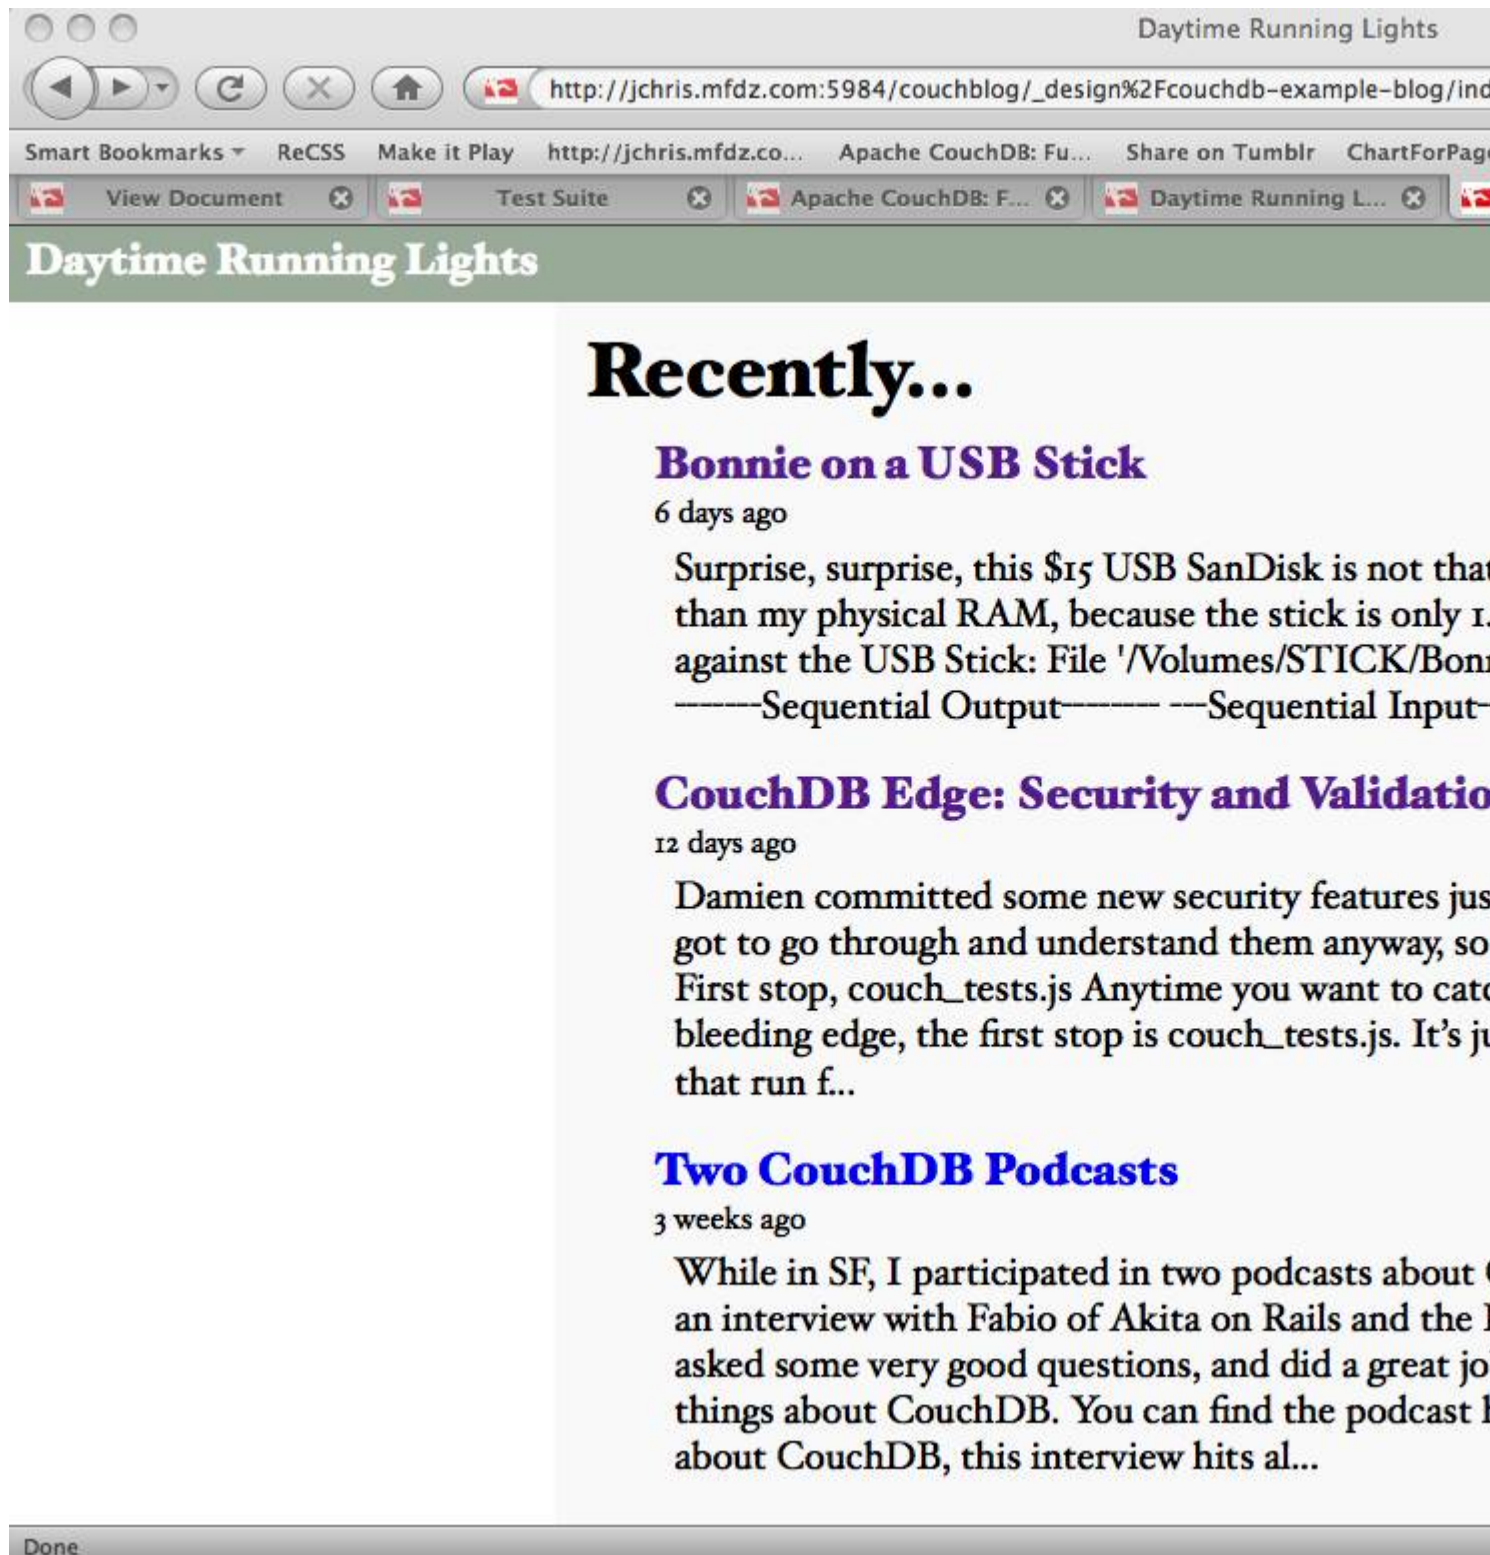 Daytime Running Lights
http://jchris.mfdz.com:5984/couchblog/_design%2Fcouchdb-example-blog/ind
Smart Bookmarks ReCSS Make it Play http://jchris.mfdz.co... Apache CouchDB: Fu... Share on Tumblr ChartForPage
View Document Test Suite Apache CouchDB: F... Daytime Running L...
Daytime Running Lights
Recently...
Bonnie on a USB Stick
6 days ago
Surprise, surprise, this $15 USB SanDisk is not that
than my physical RAM, because the stick is only 1.
against the USB Stick: File '/Volumes/STICK/Bonn
-------Sequential Output-------- ---Sequential Input-
CouchDB Edge: Security and Validatio
12 days ago
Damien committed some new security features jus
got to go through and understand them anyway, so
First stop, couch_tests.js Anytime you want to catc
bleeding edge, the first stop is couch_tests.js. It's ju
that run f...
Two CouchDB Podcasts
3 weeks ago
While in SF, I participated in two podcasts about
an interview with Fabio of Akita on Rails and the
asked some very good questions, and did a great jo
things about CouchDB. You can find the podcast
about CouchDB, this interview hits al...
Done